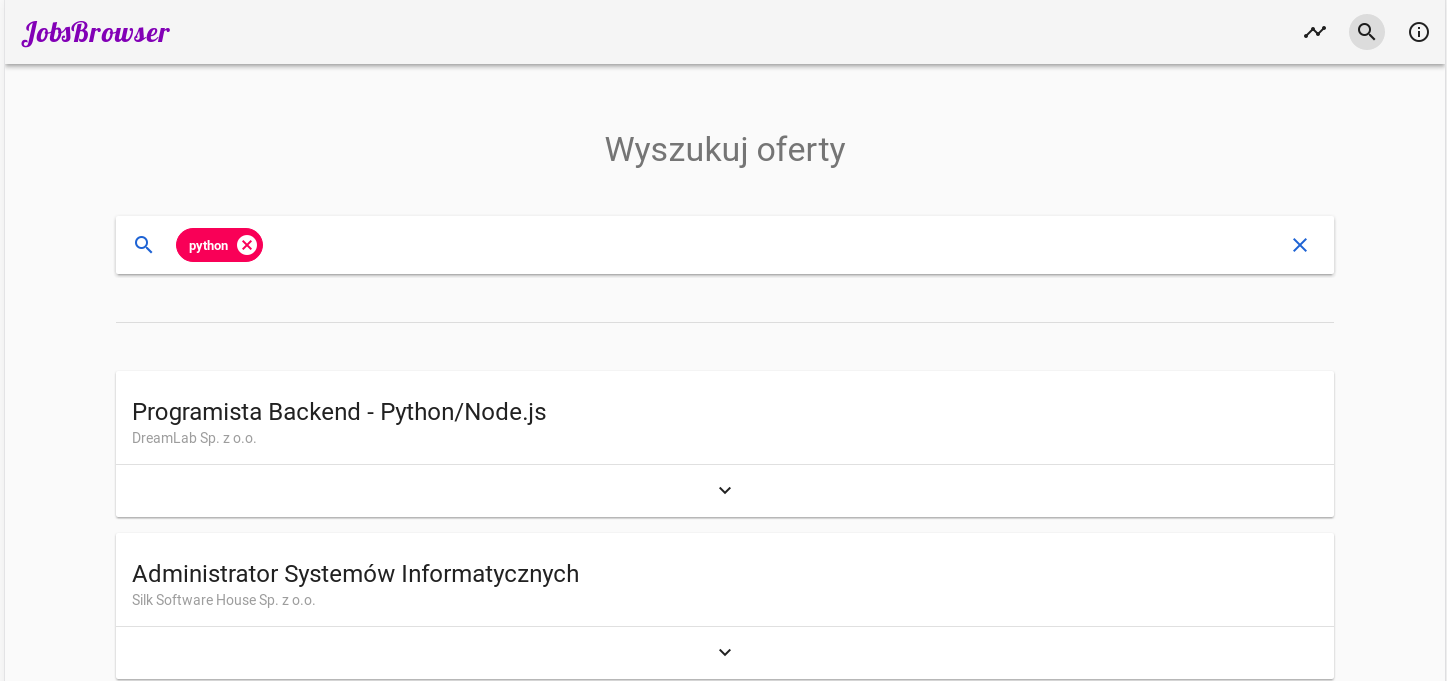 JobsBrowser
Wyszukuj oferty
python
Programista Backend - Python/Node.js
DreamLab Sp. z o.o.
Administrator Systemów Informatycznych
Silk Software House Sp. z o.o.